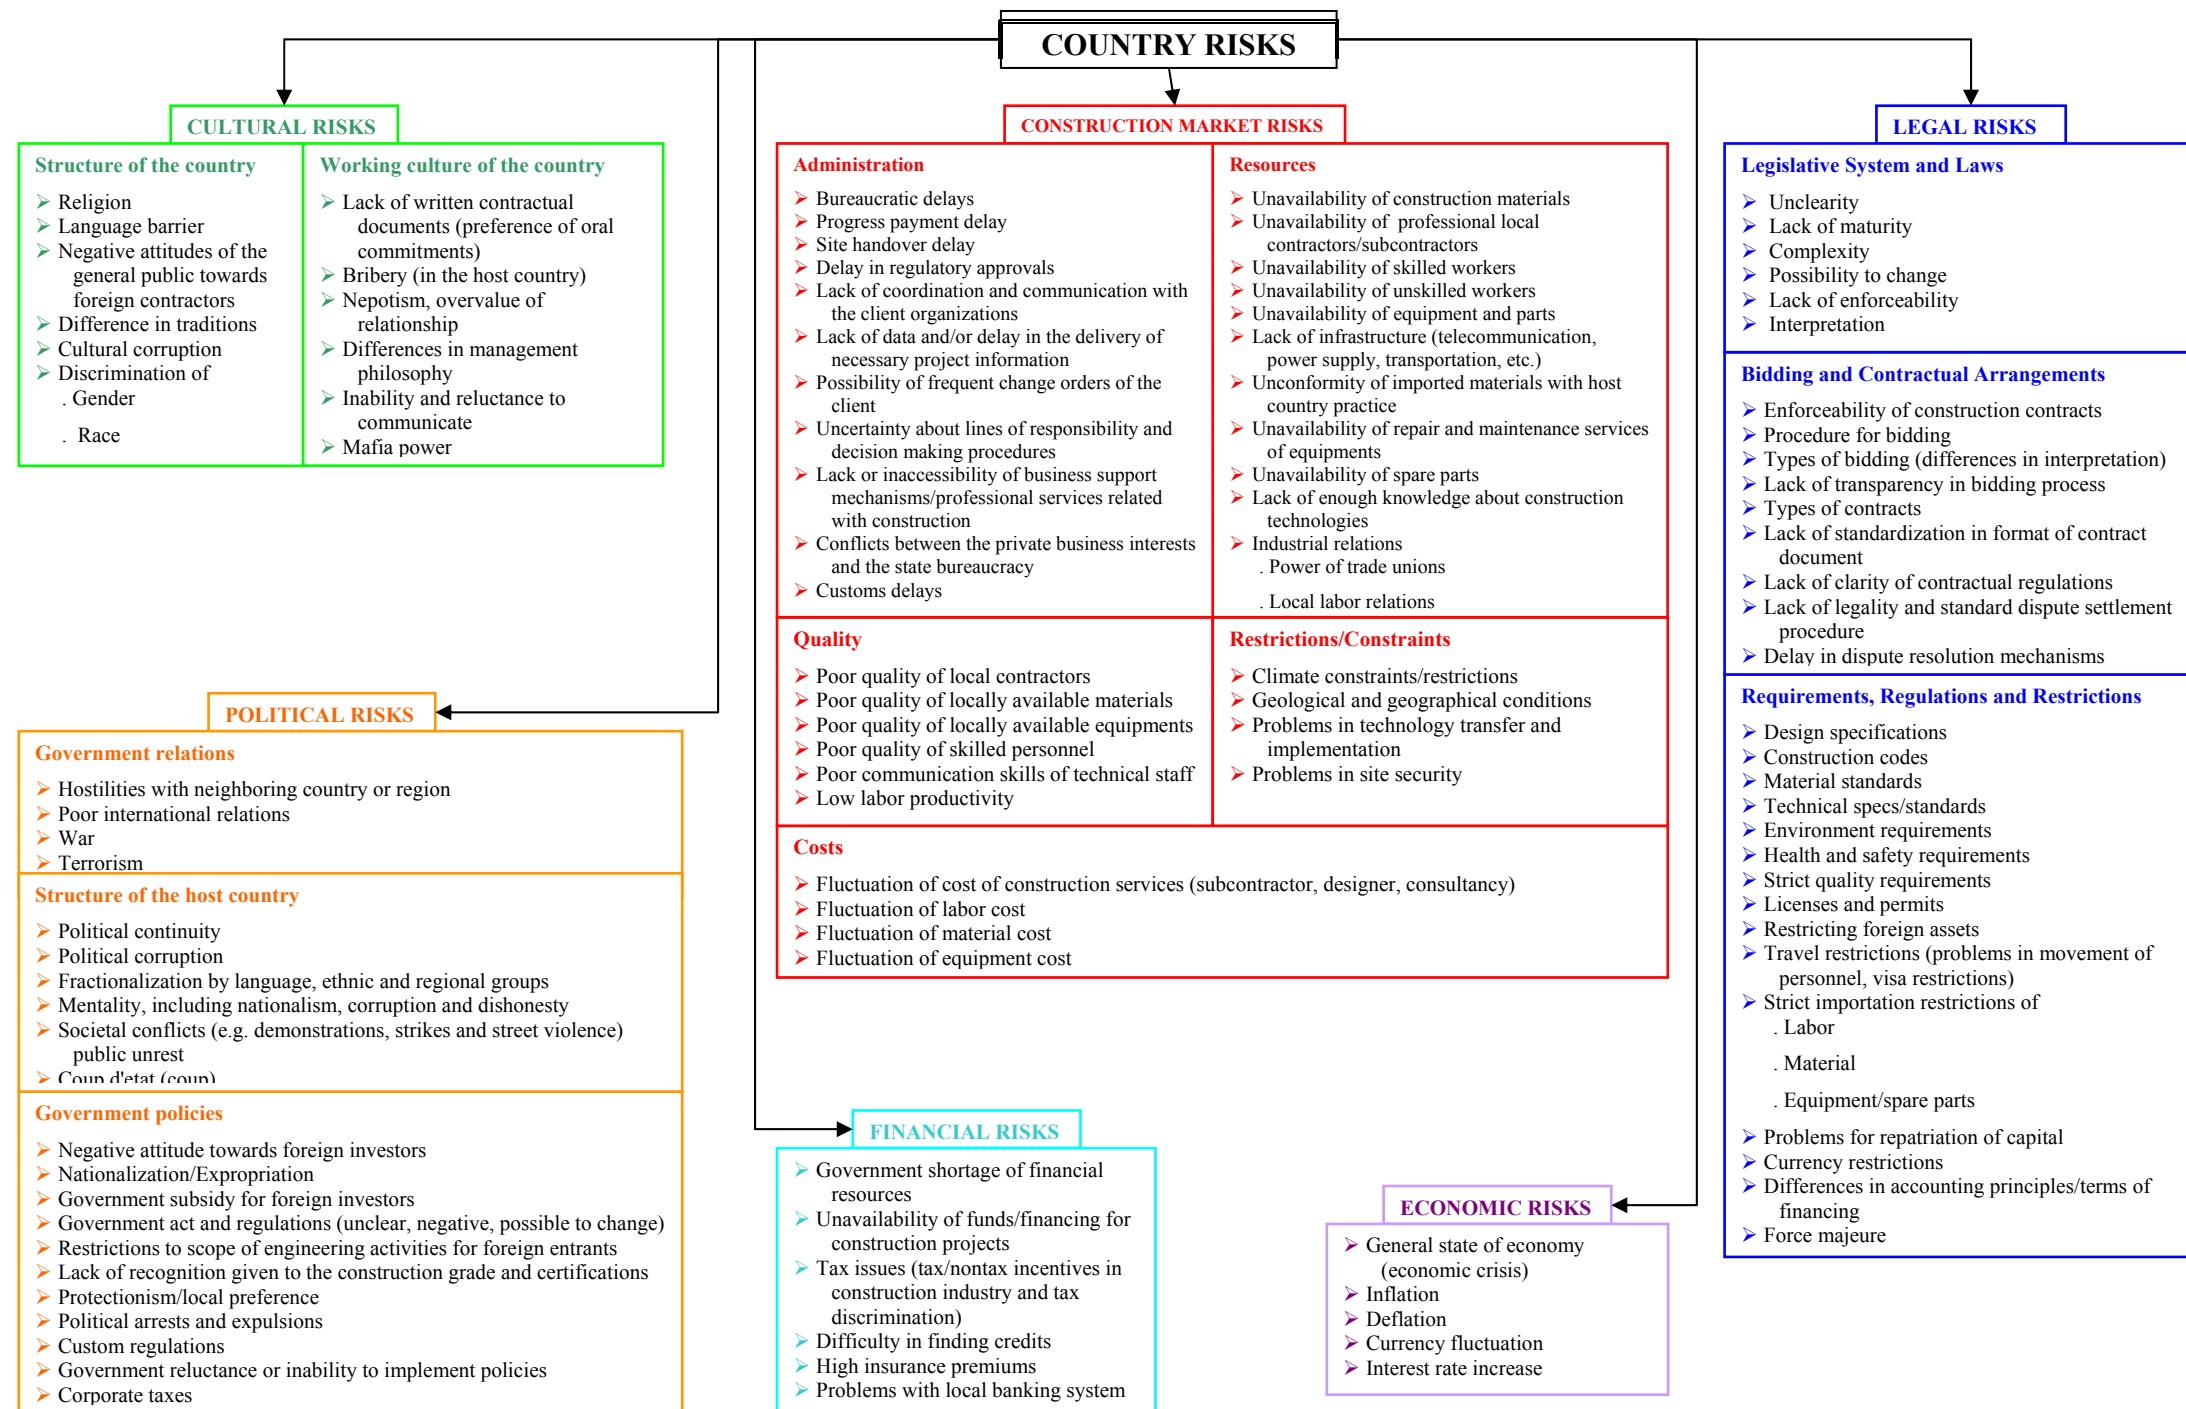 COUNTRY RISKS
CULTURAL RISKS
Structure of the country
Religion
Language barrier
Negative attitudes of the
general public towards
foreign contractors
Difference in traditions
Cultural corruption
Discrimination of
. Gender
. Race
Working culture of the country
Lack of written contractual
documents (preference of oral
commitments)
Bribery (in the host country)
Nepotism, overvalue of
relationship
Differences in management
philosophy
Inability and reluctance to
communicate
Mafia power
POLITICAL RISKS
Government relations
Hostilities with neighboring country or region
Poor international relations
War
Terrorism
Structure of the host country
Political continuity
Political corruption
Fractionalization by language, ethnic and regional groups
Mentality, including nationalism, corruption and dishonesty
Societal conflicts (e.g. demonstrations, strikes and street violence)
public unrest
Coup d'etat (coup)
Government policies
Negative attitude towards foreign investors
Nationalization/Expropriation
Government subsidy for foreign investors
Government act and regulations (unclear, negative, possible to change)
Restrictions to scope of engineering activities for foreign entrants
Lack of recognition given to the construction grade and certifications
Protectionism/local preference
Political arrests and expulsions
Custom regulations
Government reluctance or inability to implement policies
Corporate taxes
CONSTRUCTION MARKET RISKS
Administration
Bureaucratic delays
Progress payment delay
Site handover delay
Delay in regulatory approvals
Lack of coordination and communication with
the client organizations
Lack of data and/or delay in the delivery of
necessary project information
Possibility of frequent change orders of the
client
Uncertainty about lines of responsibility and
decision making procedures
Lack or inaccessibility of business support
mechanisms/professional services related
with construction
Conflicts between the private business interests
and the state bureaucracy
Customs delays
Resources
Unavailability of construction materials
Unavailability of professional local
contractors/subcontractors
Unavailability of skilled workers
Unavailability of unskilled workers
Unavailability of equipment and parts
Lack of infrastructure (telecommunication,
power supply, transportation, etc.)
Unconformity of imported materials with host
country practice
Unavailability of repair and maintenance services
of equipments
Unavailability of spare parts
Lack of enough knowledge about construction
technologies
Industrial relations
. Power of trade unions
. Local labor relations
Quality
Poor quality of local contractors
Poor quality of locally available materials
Poor quality of locally available equipments
Poor quality of skilled personnel
Poor communication skills of technical staff
Low labor productivity
Restrictions/Constraints
Climate constraints/restrictions
Geological and geographical conditions
Problems in technology transfer and
implementation
Problems in site security
Costs
Fluctuation of cost of construction services (subcontractor, designer, consultancy)
Fluctuation of labor cost
Fluctuation of material cost
Fluctuation of equipment cost
FINANCIAL RISKS
Government shortage of financial
resources
Unavailability of funds/financing for
construction projects
Tax issues (tax/nontax incentives in
construction industry and tax
discrimination)
Difficulty in finding credits
High insurance premiums
Problems with local banking system
ECONOMIC RISKS
General state of economy
(economic crisis)
Inflation
Deflation
Currency fluctuation
Interest rate increase
LEGAL RISKS
Legislative System and Laws
Unclearity
Lack of maturity
Complexity
Possibility to change
Lack of enforceability
Interpretation
Bidding and Contractual Arrangements
Enforceability of construction contracts
Procedure for bidding
Types of bidding (differences in interpretation)
Lack of transparency in bidding process
Types of contracts
Lack of standardization in format of contract
document
Lack of clarity of contractual regulations
Lack of legality and standard dispute settlement
procedure
Delay in dispute resolution mechanisms
Requirements, Regulations and Restrictions
Design specifications
Construction codes
Material standards
Technical specs/standards
Environment requirements
Health and safety requirements
Strict quality requirements
Licenses and permits
Restricting foreign assets
Travel restrictions (problems in movement of
personnel, visa restrictions)
Strict importation restrictions of
. Labor
. Material
. Equipment/spare parts
Problems for repatriation of capital
Currency restrictions
Differences in accounting principles/terms of
financing
Force majeure